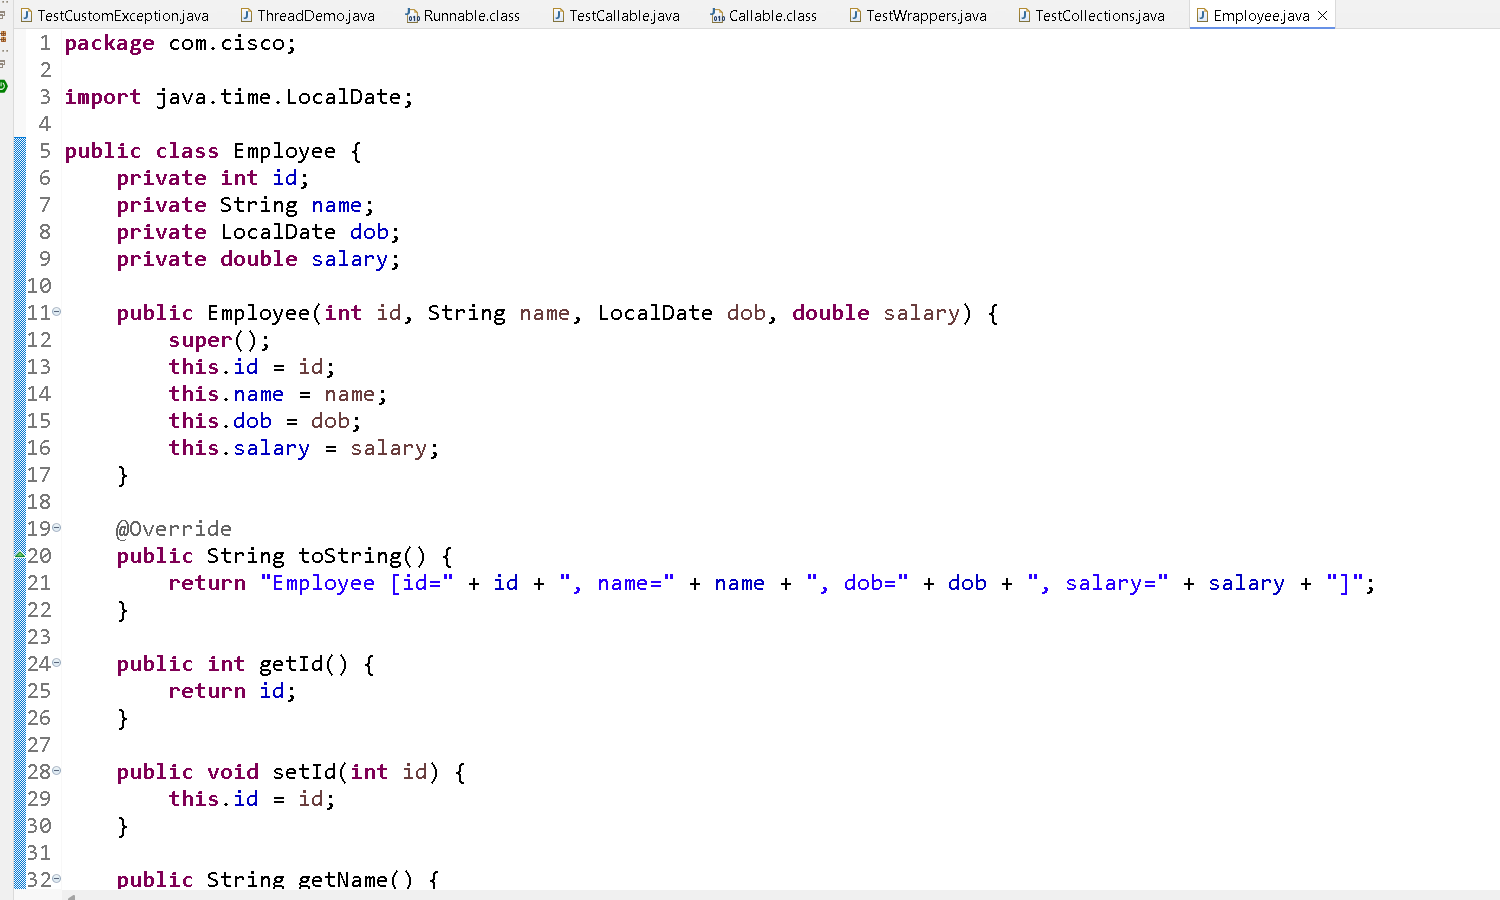 TestCustomException.java ThreadDemo.java Runnable.class TestCallable.java Callable.class TestWrappers.java TestCollections.java Employee.java
1 package com.cisco;
2
3 import java.time.LocalDate;
4
5 public class Employee {
6     private int id;
7     private String name;
8     private LocalDate dob;
9     private double salary;
10
11     public Employee(int id, String name, LocalDate dob, double salary) {
12         super();
13         this.id = id;
14         this.name = name;
15         this.dob = dob;
16         this.salary = salary;
17     }
18
19     @Override
20     public String toString() {
21         return "Employee [id=" + id + ", name=" + name + ", dob=" + dob + ", salary=" + salary + "]";
22     }
23
24     public int getId() {
25         return id;
26     }
27
28     public void setId(int id) {
29         this.id = id;
30     }
31
32     public String getName() {